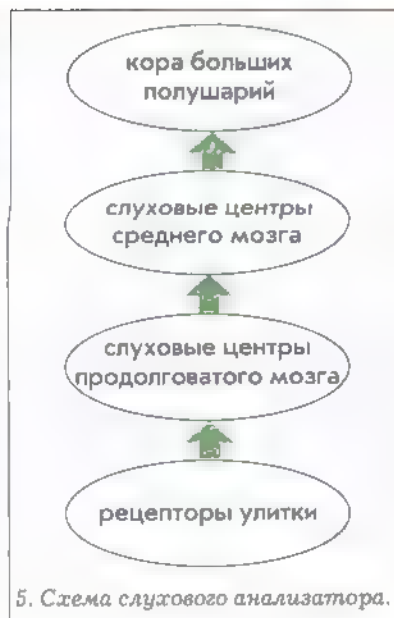 кора больших
полушарий
слуховые центры
среднего мозга
слуховые центры
продолговатого мозга
рецепторы улитки
5. Схема слухового анализатора.